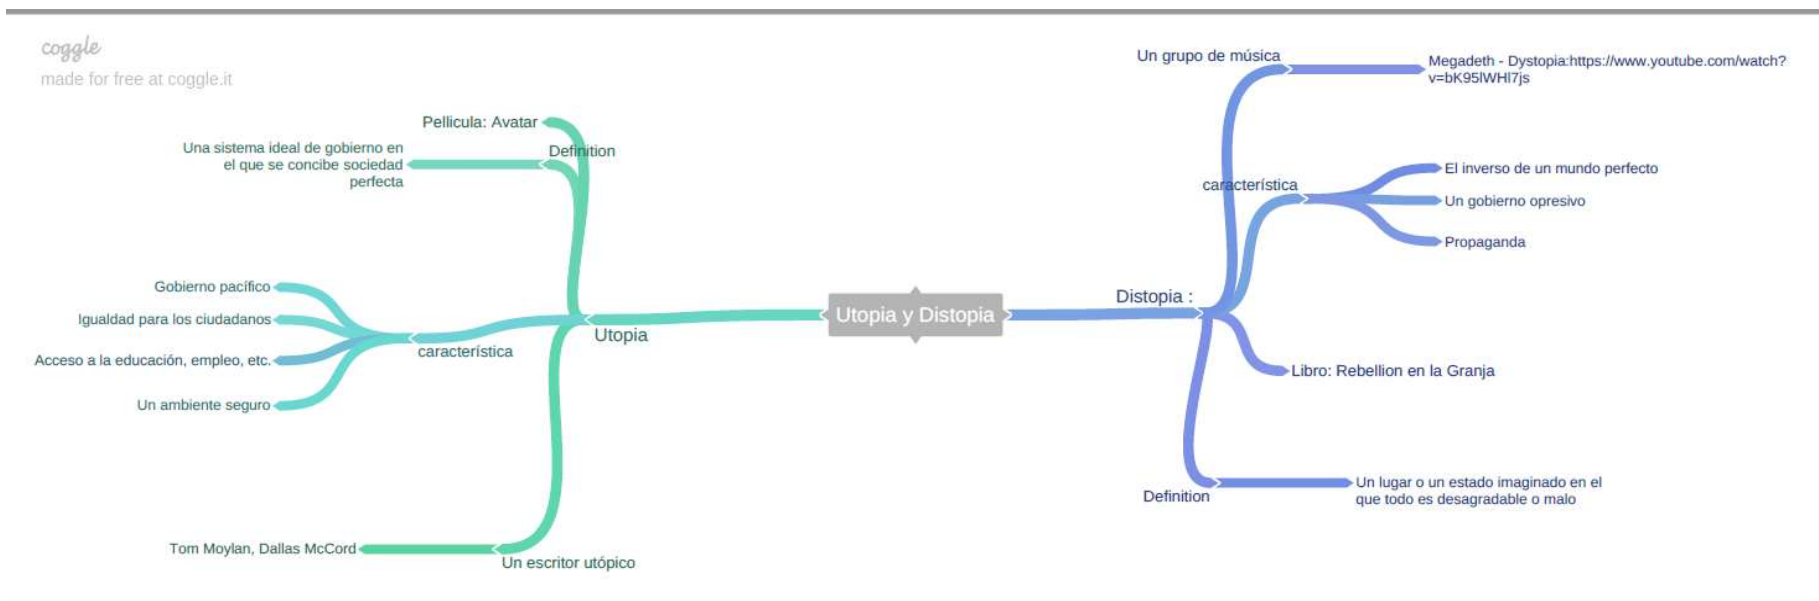 coggle
made for free at coggle.it
Utopia y Distopia
Utopia
Pellicula: Avatar
Definition
Una sistema ideal de gobierno en
el que se concibe sociedad
perfecta
característica
Gobierno pacífico
Igualdad para los ciudadanos
Acceso a la educación, empleo, etc.
Un ambiente seguro
Un escritor utópico
Tom Moylan, Dallas McCord
Distopia :
Un grupo de música
Megadeth - Dystopia:https://www.youtube.com/watch?
v=bK95lWHl7js
característica
El inverso de un mundo perfecto
Un gobierno opresivo
Propaganda
Libro: Rebellion en la Granja
Definition
Un lugar o un estado imaginado en el
que todo es desagradable o malo